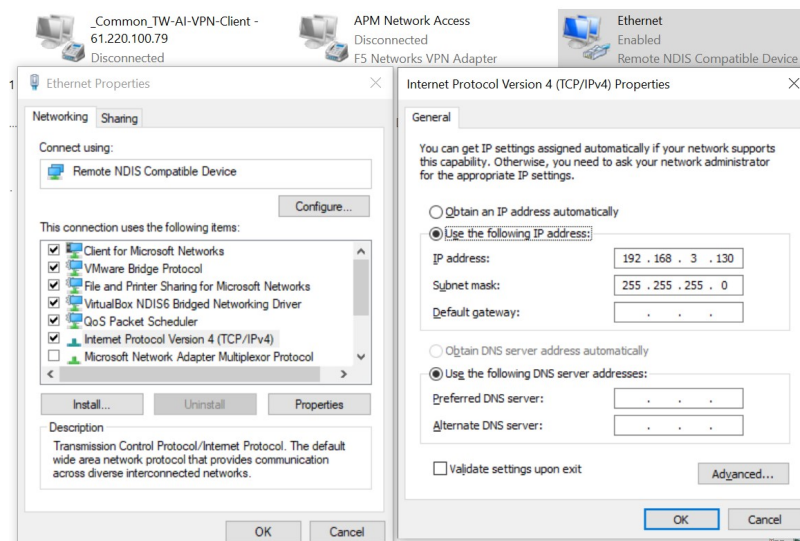 _Common_TW-AI-VPN-Client -
61.220.100.79
Disconnected
APM Network Access
Disconnected
F5 Networks VPN Adapter
Ethernet
Enabled
Remote NDIS Compatible Device
Ethernet Properties
Networking
Sharing
Connect using:
Remote NDIS Compatible Device
Configure...
This connection uses the following items:
Client for Microsoft Networks
VMware Bridge Protocol
File and Printer Sharing for Microsoft Networks
VirtualBox NDIS6 Bridged Networking Driver
QoS Packet Scheduler
Internet Protocol Version 4 (TCP/IPv4)
Microsoft Network Adapter Multiplexor Protocol
Install...
Uninstall
Properties
Description
Transmission Control Protocol/Internet Protocol. The default
wide area network protocol that provides communication
across diverse interconnected networks.
OK
Cancel
Internet Protocol Version 4 (TCP/IPv4) Properties
General
You can get IP settings assigned automatically if your network supports
this capability. Otherwise, you need to ask your network administrator
for the appropriate IP settings.
Obtain an IP address automatically
Use the following IP address:
IP address:
192 . 168 . 3 . 130
Subnet mask:
255 . 255 . 255 . 0
Default gateway:
. . .
Obtain DNS server address automatically
Use the following DNS server addresses:
Preferred DNS server:
. . .
Alternate DNS server:
. . .
Validate settings upon exit
Advanced...
OK
Cancel